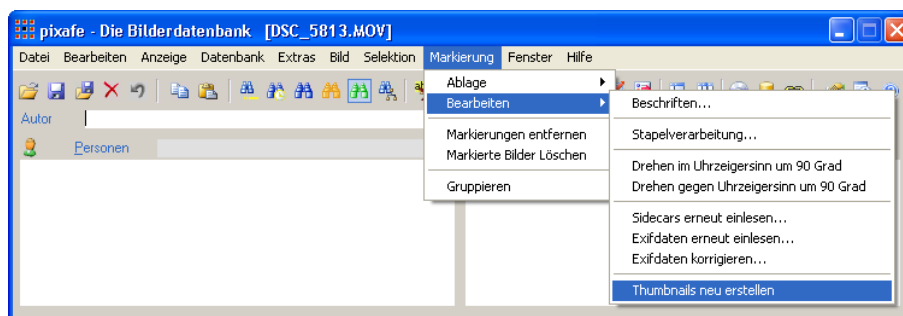 pixafe - Die Bilderdatenbank [DSC_5813.MOV]
Datei Bearbeiten Anzeige Datenbank Extras Bild Selektion Markierung Fenster Hilfe
Autor
Personen
Ablage
Bearbeiten
Markierungen entfernen
Markierte Bilder Löschen
Gruppieren
Beschriften...
Stapelverarbeitung...
Drehen im Uhrzeigersinn um 90 Grad
Drehen gegen Uhrzeigersinn um 90 Grad
Sidecars erneut einlesen...
Exifdaten erneut einlesen...
Exifdaten korrigieren...
Thumbnails neu erstellen